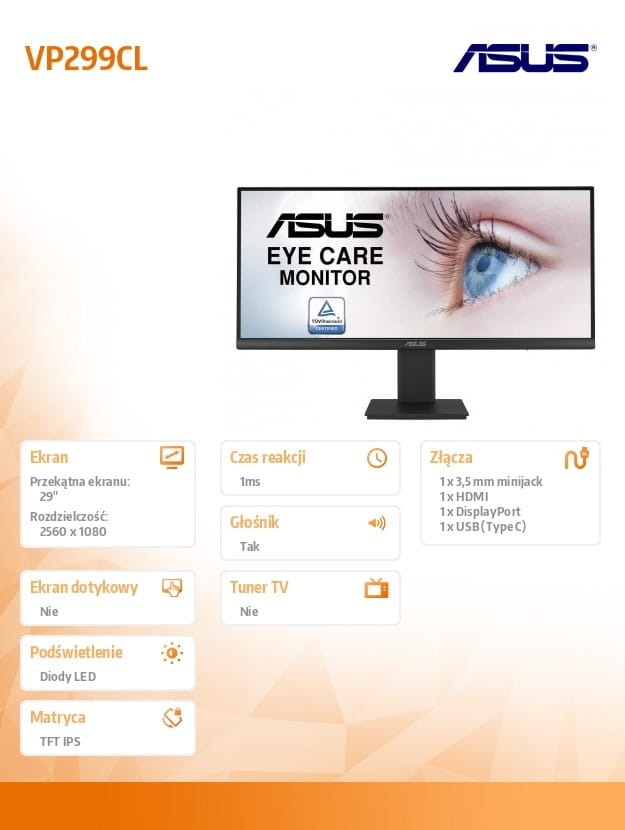 VP299CL
ASUS®
ASUS®
EYE CARE
MONITOR
TÜVRheinland
CERTIFIED
ASUS
Ekran
Przekątna ekranu:
29"
Rozdzielczość:
2560 x 1080
Czas reakcji
1ms
Głośnik
Tak
Złącza
1 x 3,5 mm minijack
1 x HDMI
1 x DisplayPort
1 x USB (Type C)
Ekran dotykowy
Nie
Tuner TV
Nie
Podświetlenie
Diody LED
Matryca
TFT IPS